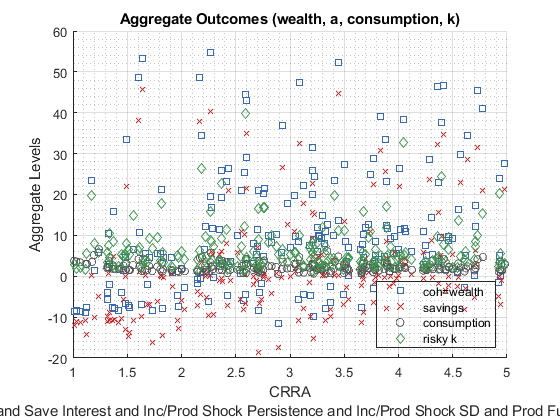 Aggregate Outcomes (wealth, a, consumption, k)
60
50
40
30
20
10
0
-10
-20
Aggregate Levels
coh=wealth
savings
consumption
risky k
1 1.5 2 2.5 3 3.5 4 4.5 5
CRRA
and Save Interest and Inc/Prod Shock Persistence and Inc/Prod Shock SD and Prod Fu